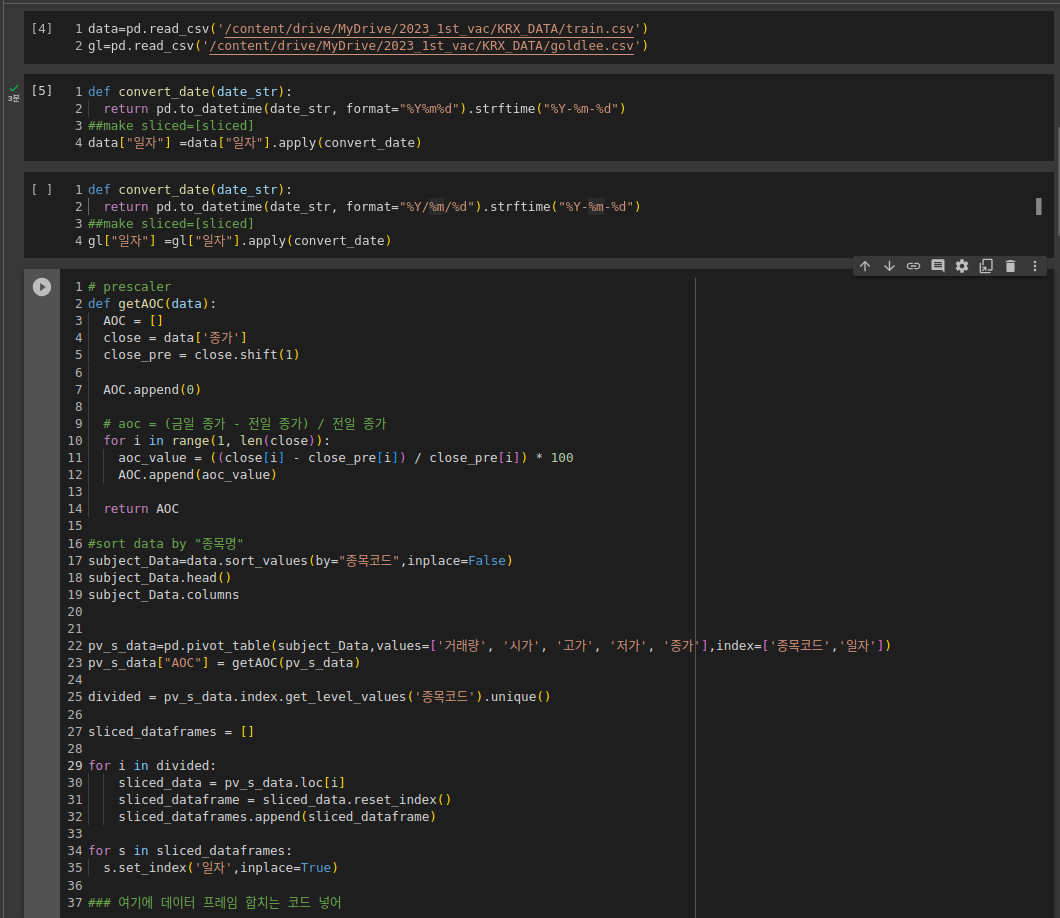 [4]
1 data=pd.read_csv('/content/drive/MyDrive/2023_1st_vac/KRX_DATA/train.csv')
2 gl=pd.read_csv('/content/drive/MyDrive/2023_1st_vac/KRX_DATA/goldlee.csv')
3분
[5]
1 def convert_date(date_str):
2   return pd.to_datetime(date_str, format="%Y%m%d").strftime("%Y-%m-%d")
3 ##make sliced=[sliced]
4 data["일자"] =data["일자"].apply(convert_date)
[ ]
1 def convert_date(date_str):
2   return pd.to_datetime(date_str, format="%Y/%m/%d").strftime("%Y-%m-%d")
3 ##make sliced=[sliced]
4 gl["일자"] =gl["일자"].apply(convert_date)
1 # prescaler
2 def getAOC(data):
3   AOC = []
4   close = data['종가']
5   close_pre = close.shift(1)
6
7   AOC.append(0)
8
9   # aoc = (금일 종가 - 전일 종가) / 전일 종가
10   for i in range(1, len(close)):
11     aoc_value = ((close[i] - close_pre[i]) / close_pre[i]) * 100
12     AOC.append(aoc_value)
13
14   return AOC
15
16 #sort data by "종목명"
17 subject_Data=data.sort_values(by="종목코드",inplace=False)
18 subject_Data.head()
19 subject_Data.columns
20
21
22 pv_s_data=pd.pivot_table(subject_Data,values=['거래량', '시가', '고가', '저가', '종가'],index=['종목코드','일자'])
23 pv_s_data["AOC"] = getAOC(pv_s_data)
24
25 divided = pv_s_data.index.get_level_values('종목코드').unique()
26
27 sliced_dataframes = []
28
29 for i in divided:
30     sliced_data = pv_s_data.loc[i]
31     sliced_dataframe = sliced_data.reset_index()
32     sliced_dataframes.append(sliced_dataframe)
33
34 for s in sliced_dataframes:
35   s.set_index('일자',inplace=True)
36
37 ### 여기에 데이터 프레임 합치는 코드 넣어